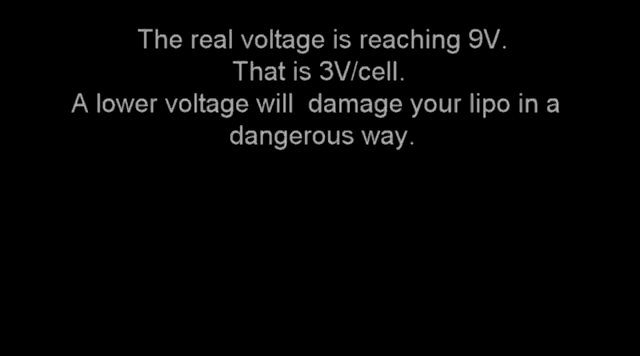 The real voltage is reaching 9V.
That is 3V/cell.
A lower voltage will  damage your lipo in a
dangerous way.